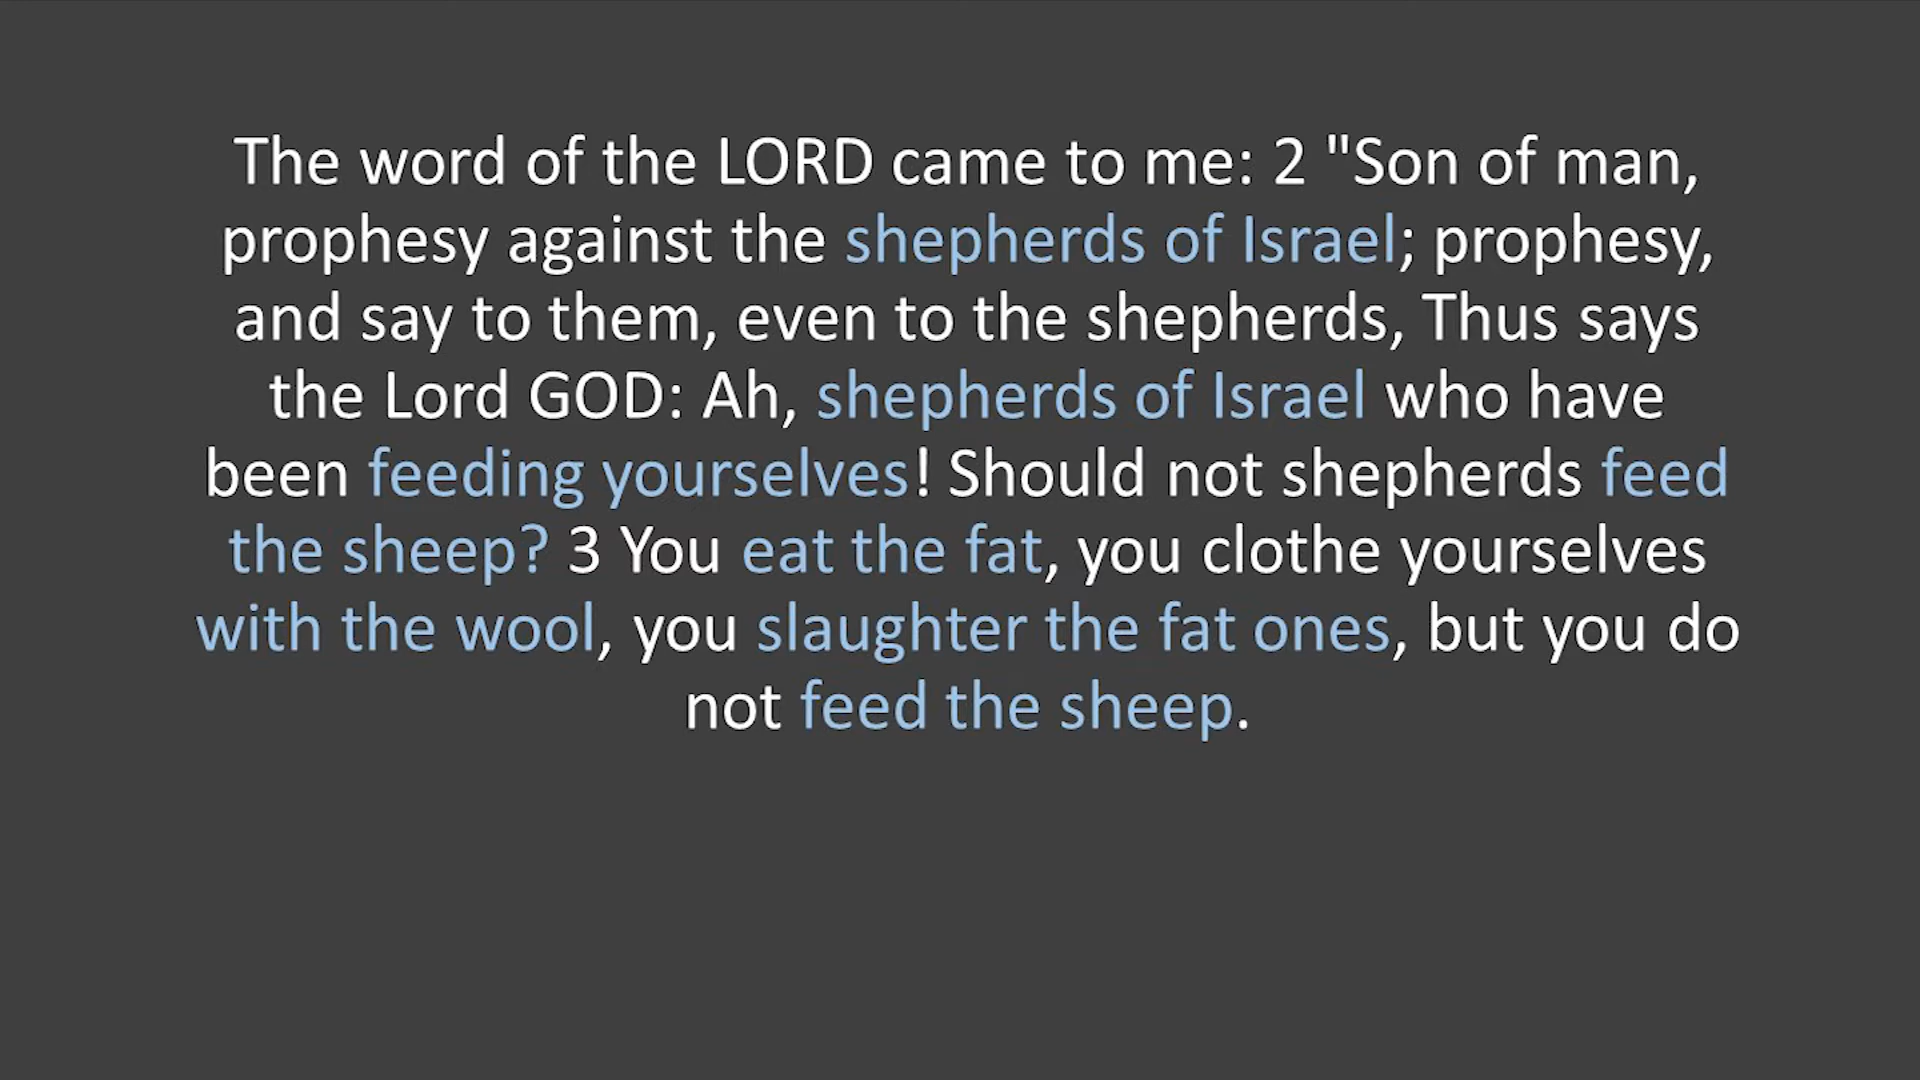 The word of the LORD came to me: 2 "Son of man,
prophesy against the shepherds of Israel; prophesy,
and say to them, even to the shepherds, Thus says
the Lord GOD: Ah, shepherds of Israel who have
been feeding yourselves! Should not shepherds feed
the sheep? 3 You eat the fat, you clothe yourselves
with the wool, you slaughter the fat ones, but you do
not feed the sheep.